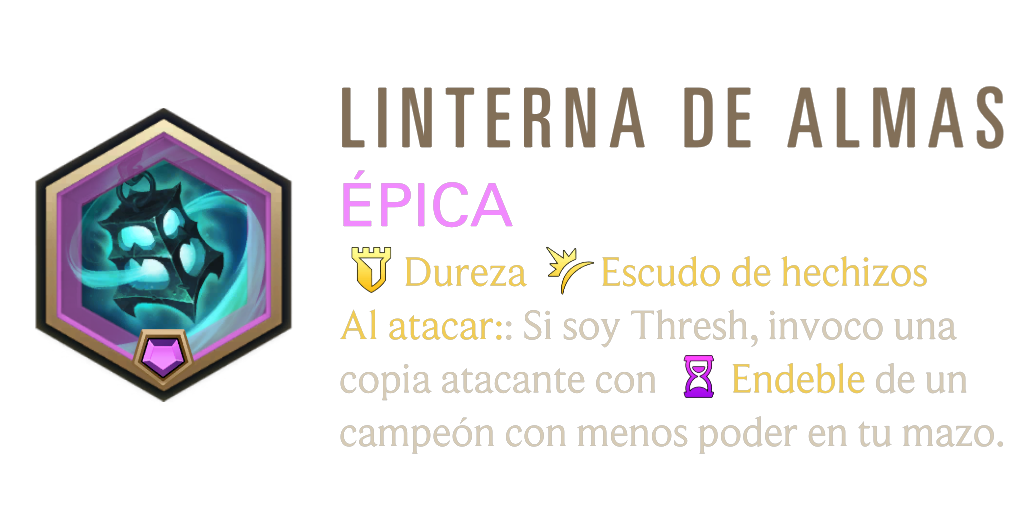 LINTERNA DE ALMAS
ÉPICA
Dureza Escudo de hechizos
Al atacar:: Si soy Thresh, invoco una
copia atacante con Endeble de un
campeón con menos poder en tu mazo.